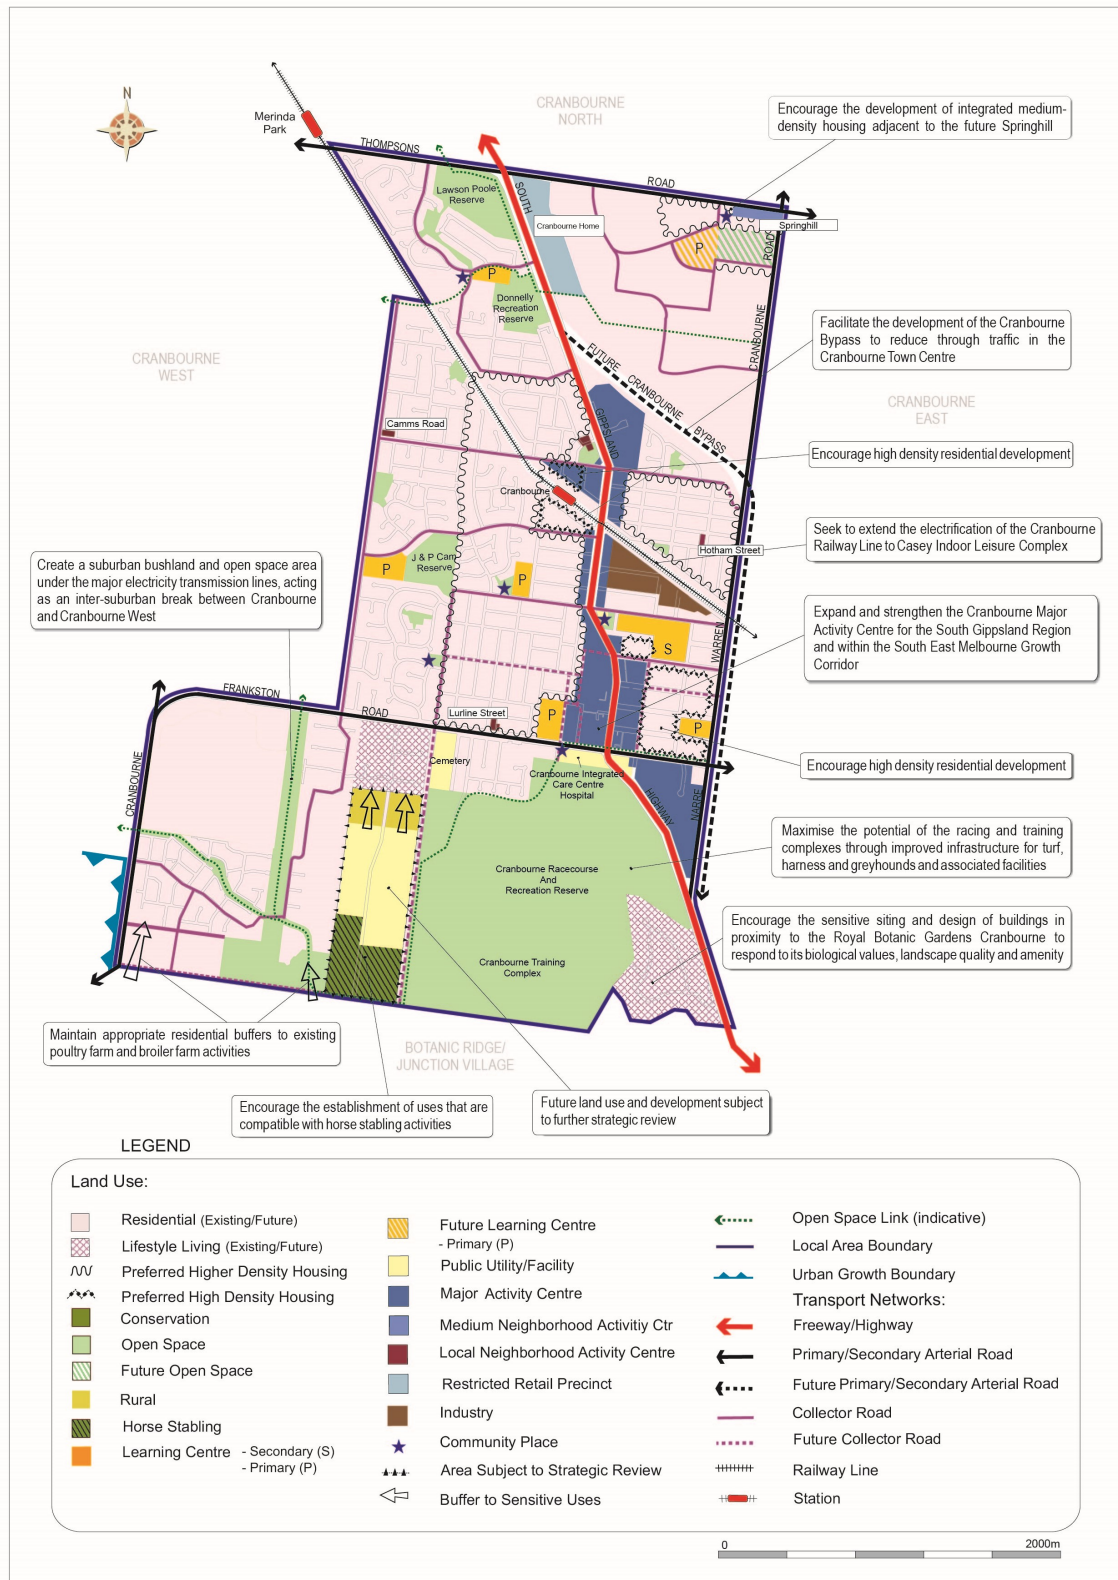 N
Merinda
Park
CRANBOURNE
NORTH
Encourage the development of integrated medium-
density housing adjacent to the future Springhill
THOMPSONS
ROAD
Lawson Poole
Reserve
SOUTH
Cranbourne Home
Springhill
P
ROAD
P
Donnelly
Recreation
Reserve
CRANBOURNE
WEST
FUTURE
CRANBOURNE
BYPASS
CRANBOURNE
Facilitate the development of the Cranbourne
Bypass to reduce through traffic in the
Cranbourne Town Centre
CRANBOURNE
EAST
GIPPSLAND
Camms Road
Encourage high density residential development
Cranbourne
Seek to extend the electrification of the Cranbourne
Railway Line to Casey Indoor Leisure Complex
Hotham Street
J & P Cam
Reserve
P
P
Create a suburban bushland and open space area
under the major electricity transmission lines, acting
as an inter-suburban break between Cranbourne
and Cranbourne West
Expand and strengthen the Cranbourne Major
Activity Centre for the South Gippsland Region
and within the South East Melbourne Growth
Corridor
S
WARREN
FRANKSTON
ROAD
Lurline Street
P
P
Encourage high density residential development
Cemetery
Cranbourne Integrated
Care Centre
Hospital
CRANBOURNE
HIGHWAY
NARRE
Maximise the potential of the racing and training
complexes through improved infrastructure for turf,
harness and greyhounds and associated facilities
Cranbourne Racecourse
And
Recreation Reserve
Encourage the sensitive siting and design of buildings in
proximity to the Royal Botanic Gardens Cranbourne to
respond to its biological values, landscape quality and amenity
Cranbourne Training
Complex
Maintain appropriate residential buffers to existing
poultry farm and broiler farm activities
BOTANIC RIDGE/
JUNCTION VILLAGE
Encourage the establishment of uses that are
compatible with horse stabling activities
Future land use and development subject
to further strategic review
LEGEND
Land Use:
Residential (Existing/Future)
Lifestyle Living (Existing/Future)
Preferred Higher Density Housing
Preferred High Density Housing
Conservation
Open Space
Future Open Space
Rural
Horse Stabling
Learning Centre - Secondary (S)
- Primary (P)
Future Learning Centre
- Primary (P)
Public Utility/Facility
Major Activity Centre
Medium Neighborhood Activitiy Ctr
Local Neighborhood Activity Centre
Restricted Retail Precinct
Industry
Community Place
Area Subject to Strategic Review
Buffer to Sensitive Uses
Open Space Link (indicative)
Local Area Boundary
Urban Growth Boundary
Transport Networks:
Freeway/Highway
Primary/Secondary Arterial Road
Future Primary/Secondary Arterial Road
Collector Road
Future Collector Road
Railway Line
Station
0
2000m